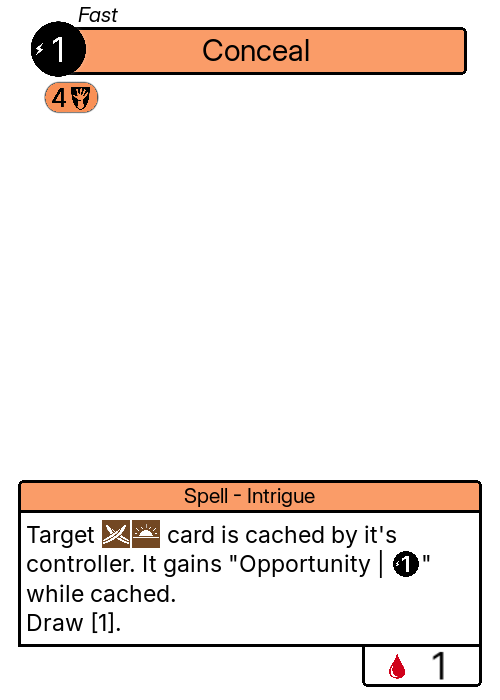 Fast
1 Conceal
4
Spell - Intrigue
Target card is cached by it's
controller. It gains "Opportunity | 1"
while cached.
Draw [1].
1